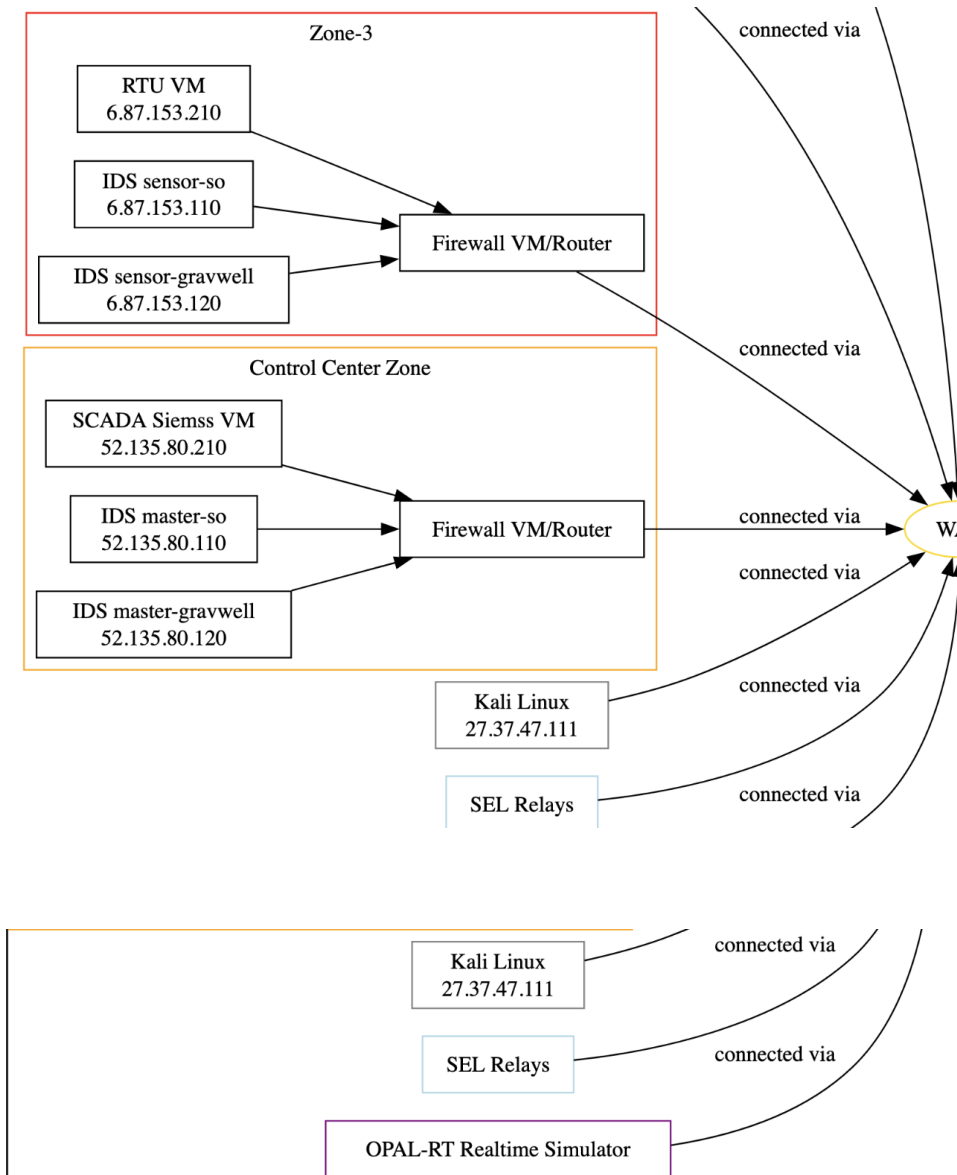 Zone-3
connected via
RTU VM
6.87.153.210
IDS sensor-so
6.87.153.110
Firewall VM/Router
IDS sensor-gravwell
6.87.153.120
connected via
Control Center Zone
SCADA Siemss VM
52.135.80.210
IDS master-so
52.135.80.110
Firewall VM/Router
connected via
WA
IDS master-gravwell
52.135.80.120
connected via
Kali Linux
27.37.47.111
connected via
SEL Relays
connected via
Kali Linux
27.37.47.111
connected via
SEL Relays
connected via
OPAL-RT Realtime Simulator